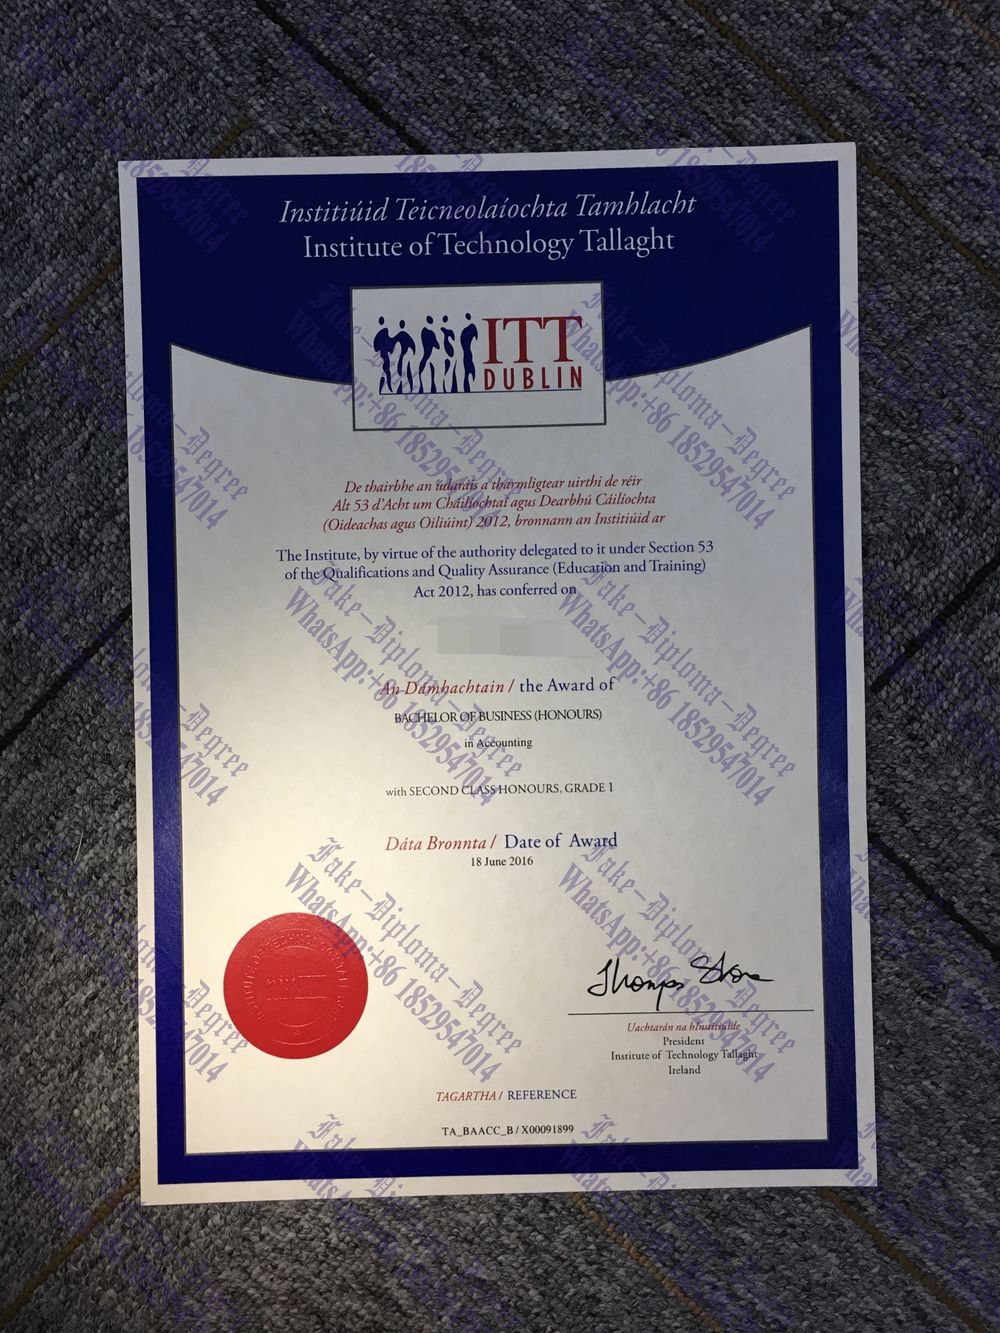 Institiúid Teicneolaíochta Tamhlacht
Institute of Technology Tallaght
ITT
DUBLIN
De thairbhe an údaráis a tharmligtear uirthi de réir
Alt 53 d'Acht um Cháilíochtaí agus Dearbhú Cáilíochta
(Oideachas agus Oiliúint) 2012, bronnann an Institiúid ar
The Institute, by virtue of the authority delegated to it under Section 53
of the Qualifications and Quality Assurance (Education and Training)
Act 2012, has conferred on
An Dámhachtain / the Award of
BACHELOR OF BUSINESS (HONOURS)
in Accounting
with SECOND CLASS HONOURS, GRADE 1
Dáta Bronnta / Date of Award
18 June 2016
Uachtarán na hInstitiúide
President
Institute of Technology Tallaght
Ireland
TAGARTHA / REFERENCE
TA_BAACC_B / X00091899
Fake-Diploma-Degree
WhatsApp:+86 18529547014